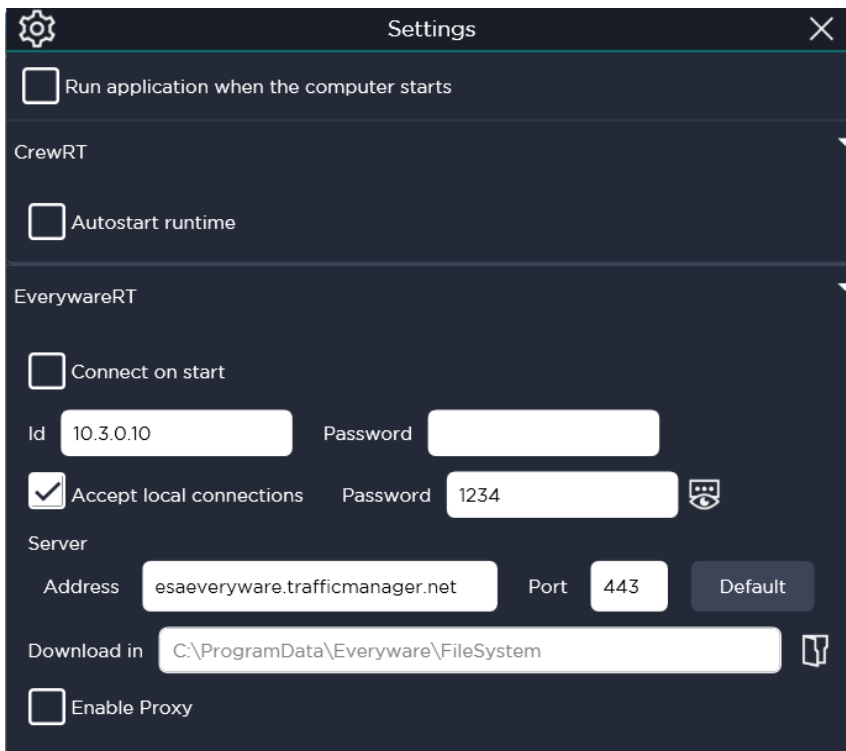 Settings
Run application when the computer starts
CrewRT
Autostart runtime
EverywareRT
Connect on start
Id 10.3.0.10 Password
Accept local connections Password 1234
Server
Address esaeveryware.trafficmanager.net Port 443 Default
Download in C:\ProgramData\Everyware\FileSystem
Enable Proxy